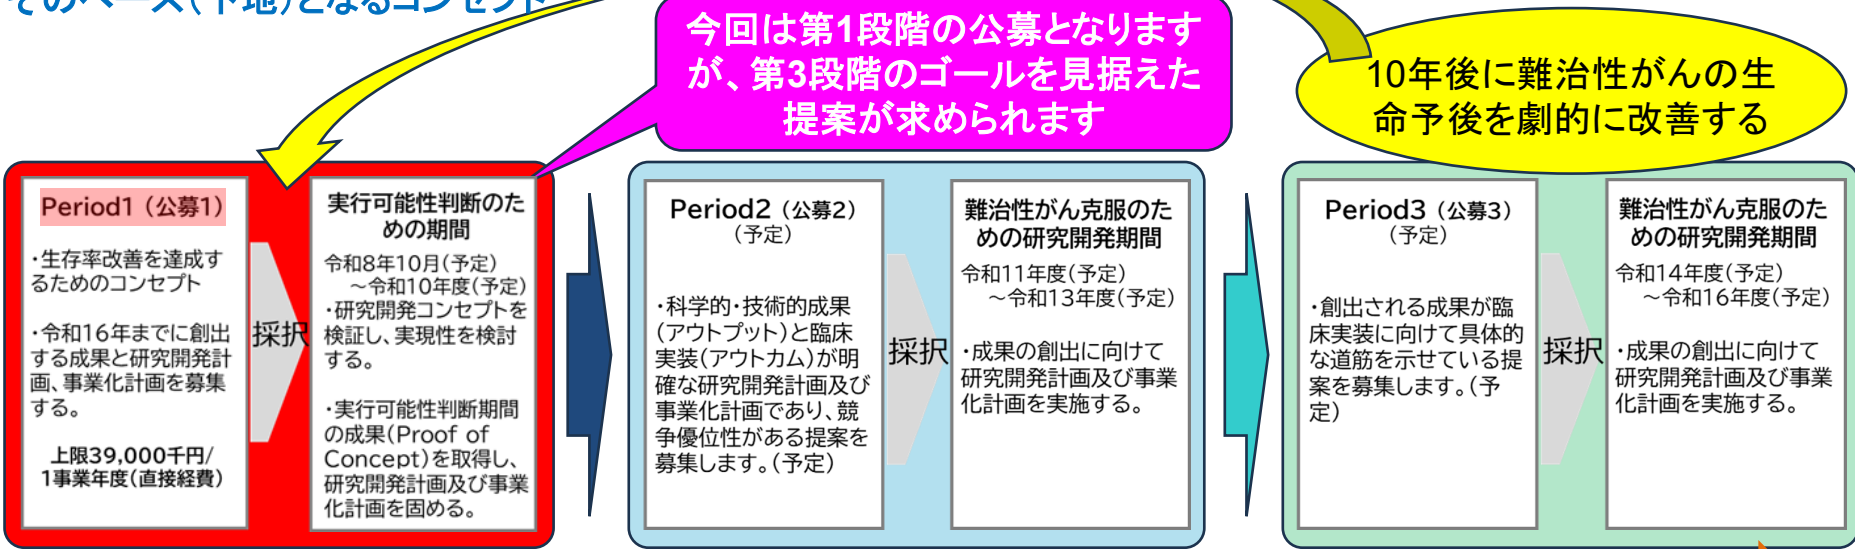 そのベース(下地)となるコンセプト
今回は第1段階の公募となります
が、第3段階のゴールを見据えた
提案が求められます
10年後に難治性がんの生
命予後を劇的に改善する
Period1（公募1）
・生存率改善を達成す
るためのコンセプト
・令和16年までに創出
する成果と研究開発計
画、事業化計画を募集
する。
上限39,000千円/
1事業年度(直接経費)
採択
実行可能性判断のた
めの期間
令和8年10月(予定)
～令和10年度(予定)
・研究開発コンセプトを
検証し、実現性を検討
する。
・実行可能性判断期間
の成果(Proof of
Concept)を取得し、
研究開発計画及び事業
化計画を固める。
Period2（公募2）
（予定）
・科学的・技術的成果
(アウトプット)と臨床
実装(アウトカム)が明
確な研究開発計画及び
事業化計画であり、競
争優位性がある提案を
募集します。(予定)
採択
難治性がん克服のた
めの研究開発期間
令和11年度(予定)
～令和13年度(予定)
・成果の創出に向けて
研究開発計画及び事業
化計画を実施する。
Period3（公募3）
（予定）
・創出される成果が臨
床実装に向けて具体的
な道筋を示せている提
案を募集します。(予
定)
採択
難治性がん克服のた
めの研究開発期間
令和14年度(予定)
～令和16年度(予定)
・成果の創出に向けて
研究開発計画及び事業
化計画を実施する。